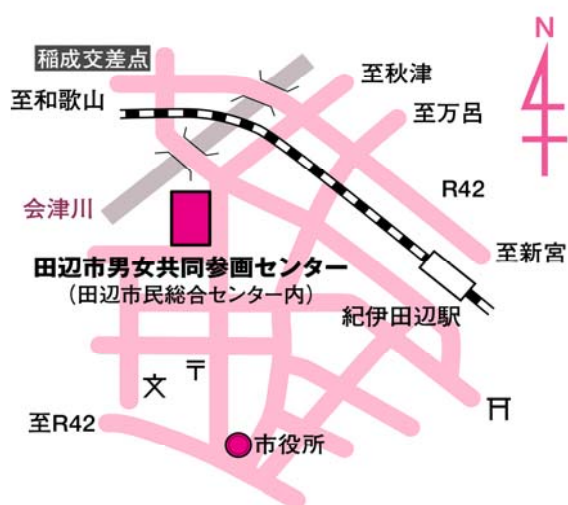 N
稲成交差点
至秋津
至和歌山
至万呂
R42
会津川
至新宮
田辺市男女共同参画センター
（田辺市民総合センター内）
紀伊田辺駅
〒
文
至R42
市役所